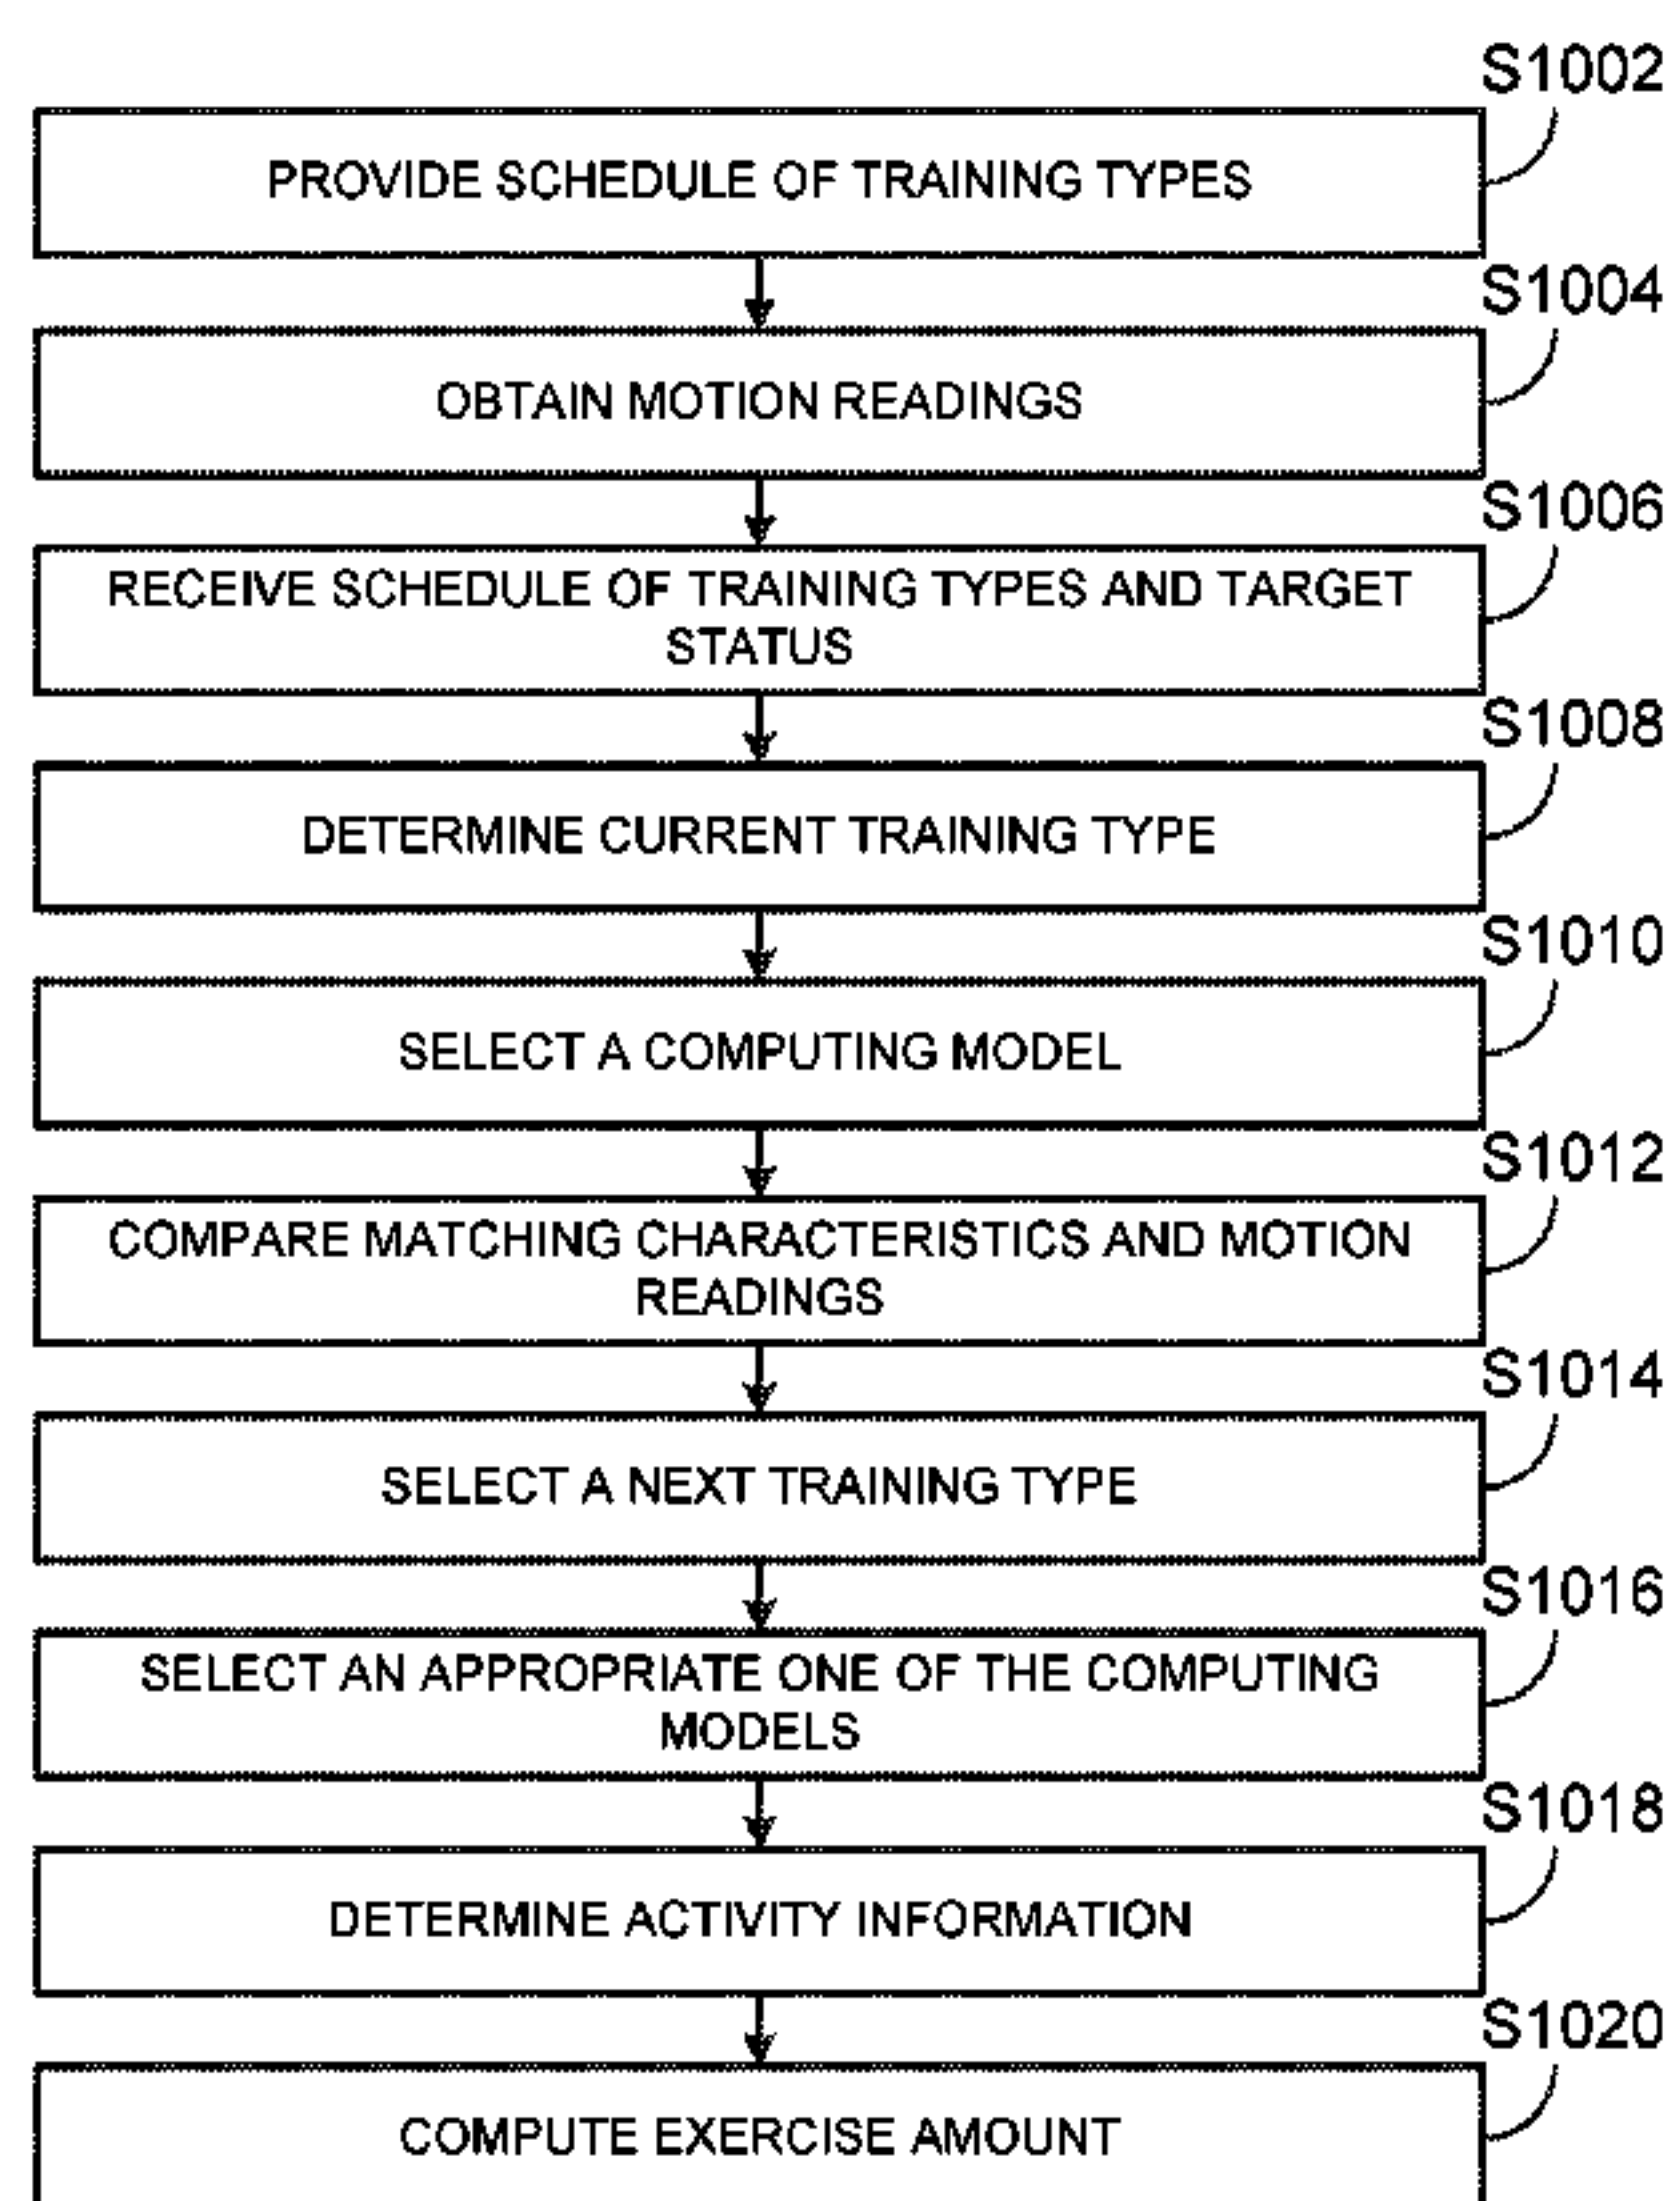 S1002
PROVIDE SCHEDULE OF TRAINING TYPES
S1004
OBTAIN MOTION READINGS
S1006
RECEIVE SCHEDULE OF TRAINING TYPES AND TARGET
STATUS
S1008
DETERMINE CURRENT TRAINING TYPE
S1010
SELECT A COMPUTING MODEL
S1012
COMPARE MATCHING CHARACTERISTICS AND MOTION
READINGS
S1014
SELECT A NEXT TRAINING TYPE
S1016
SELECT AN APPROPRIATE ONE OF THE COMPUTING
MODELS
S1018
DETERMINE ACTIVITY INFORMATION
S1020
COMPUTE EXERCISE AMOUNT